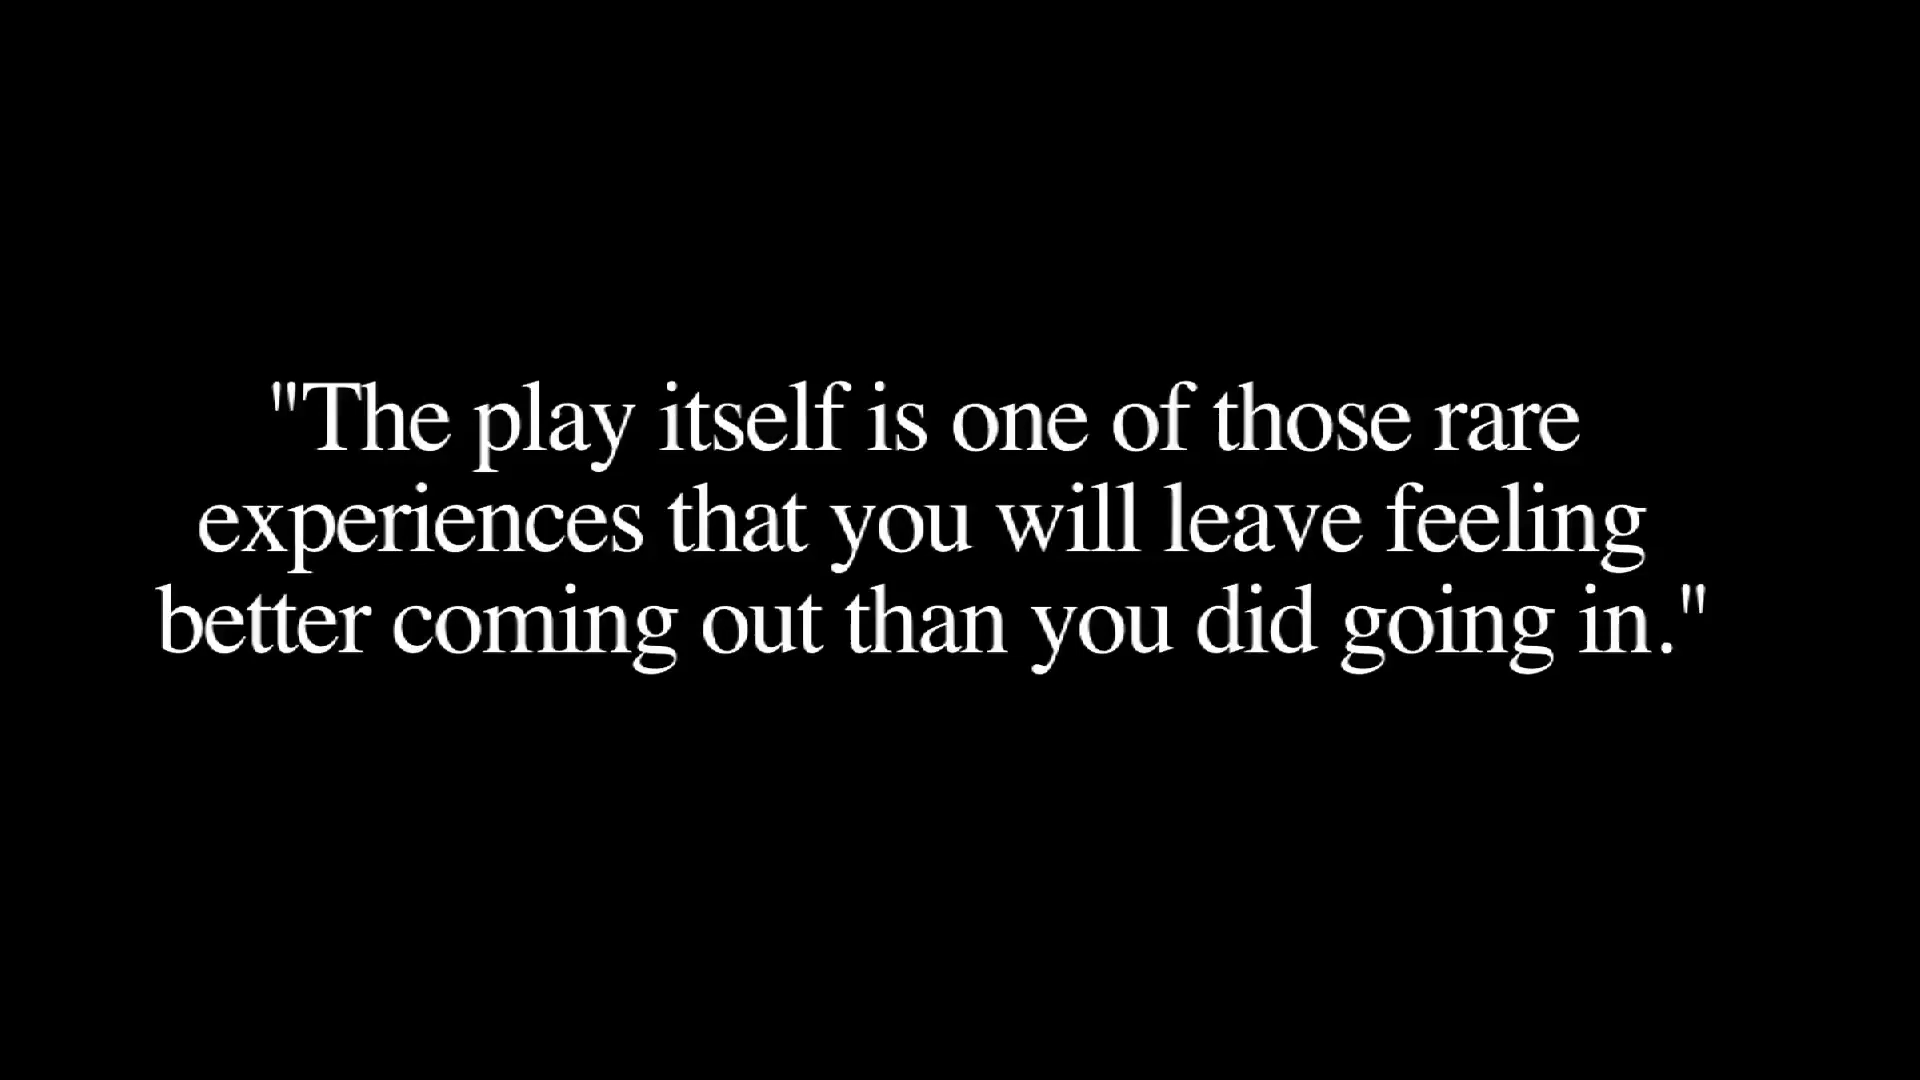 "The play itself is one of those rare
experiences that you will leave feeling
better coming out than you did going in."